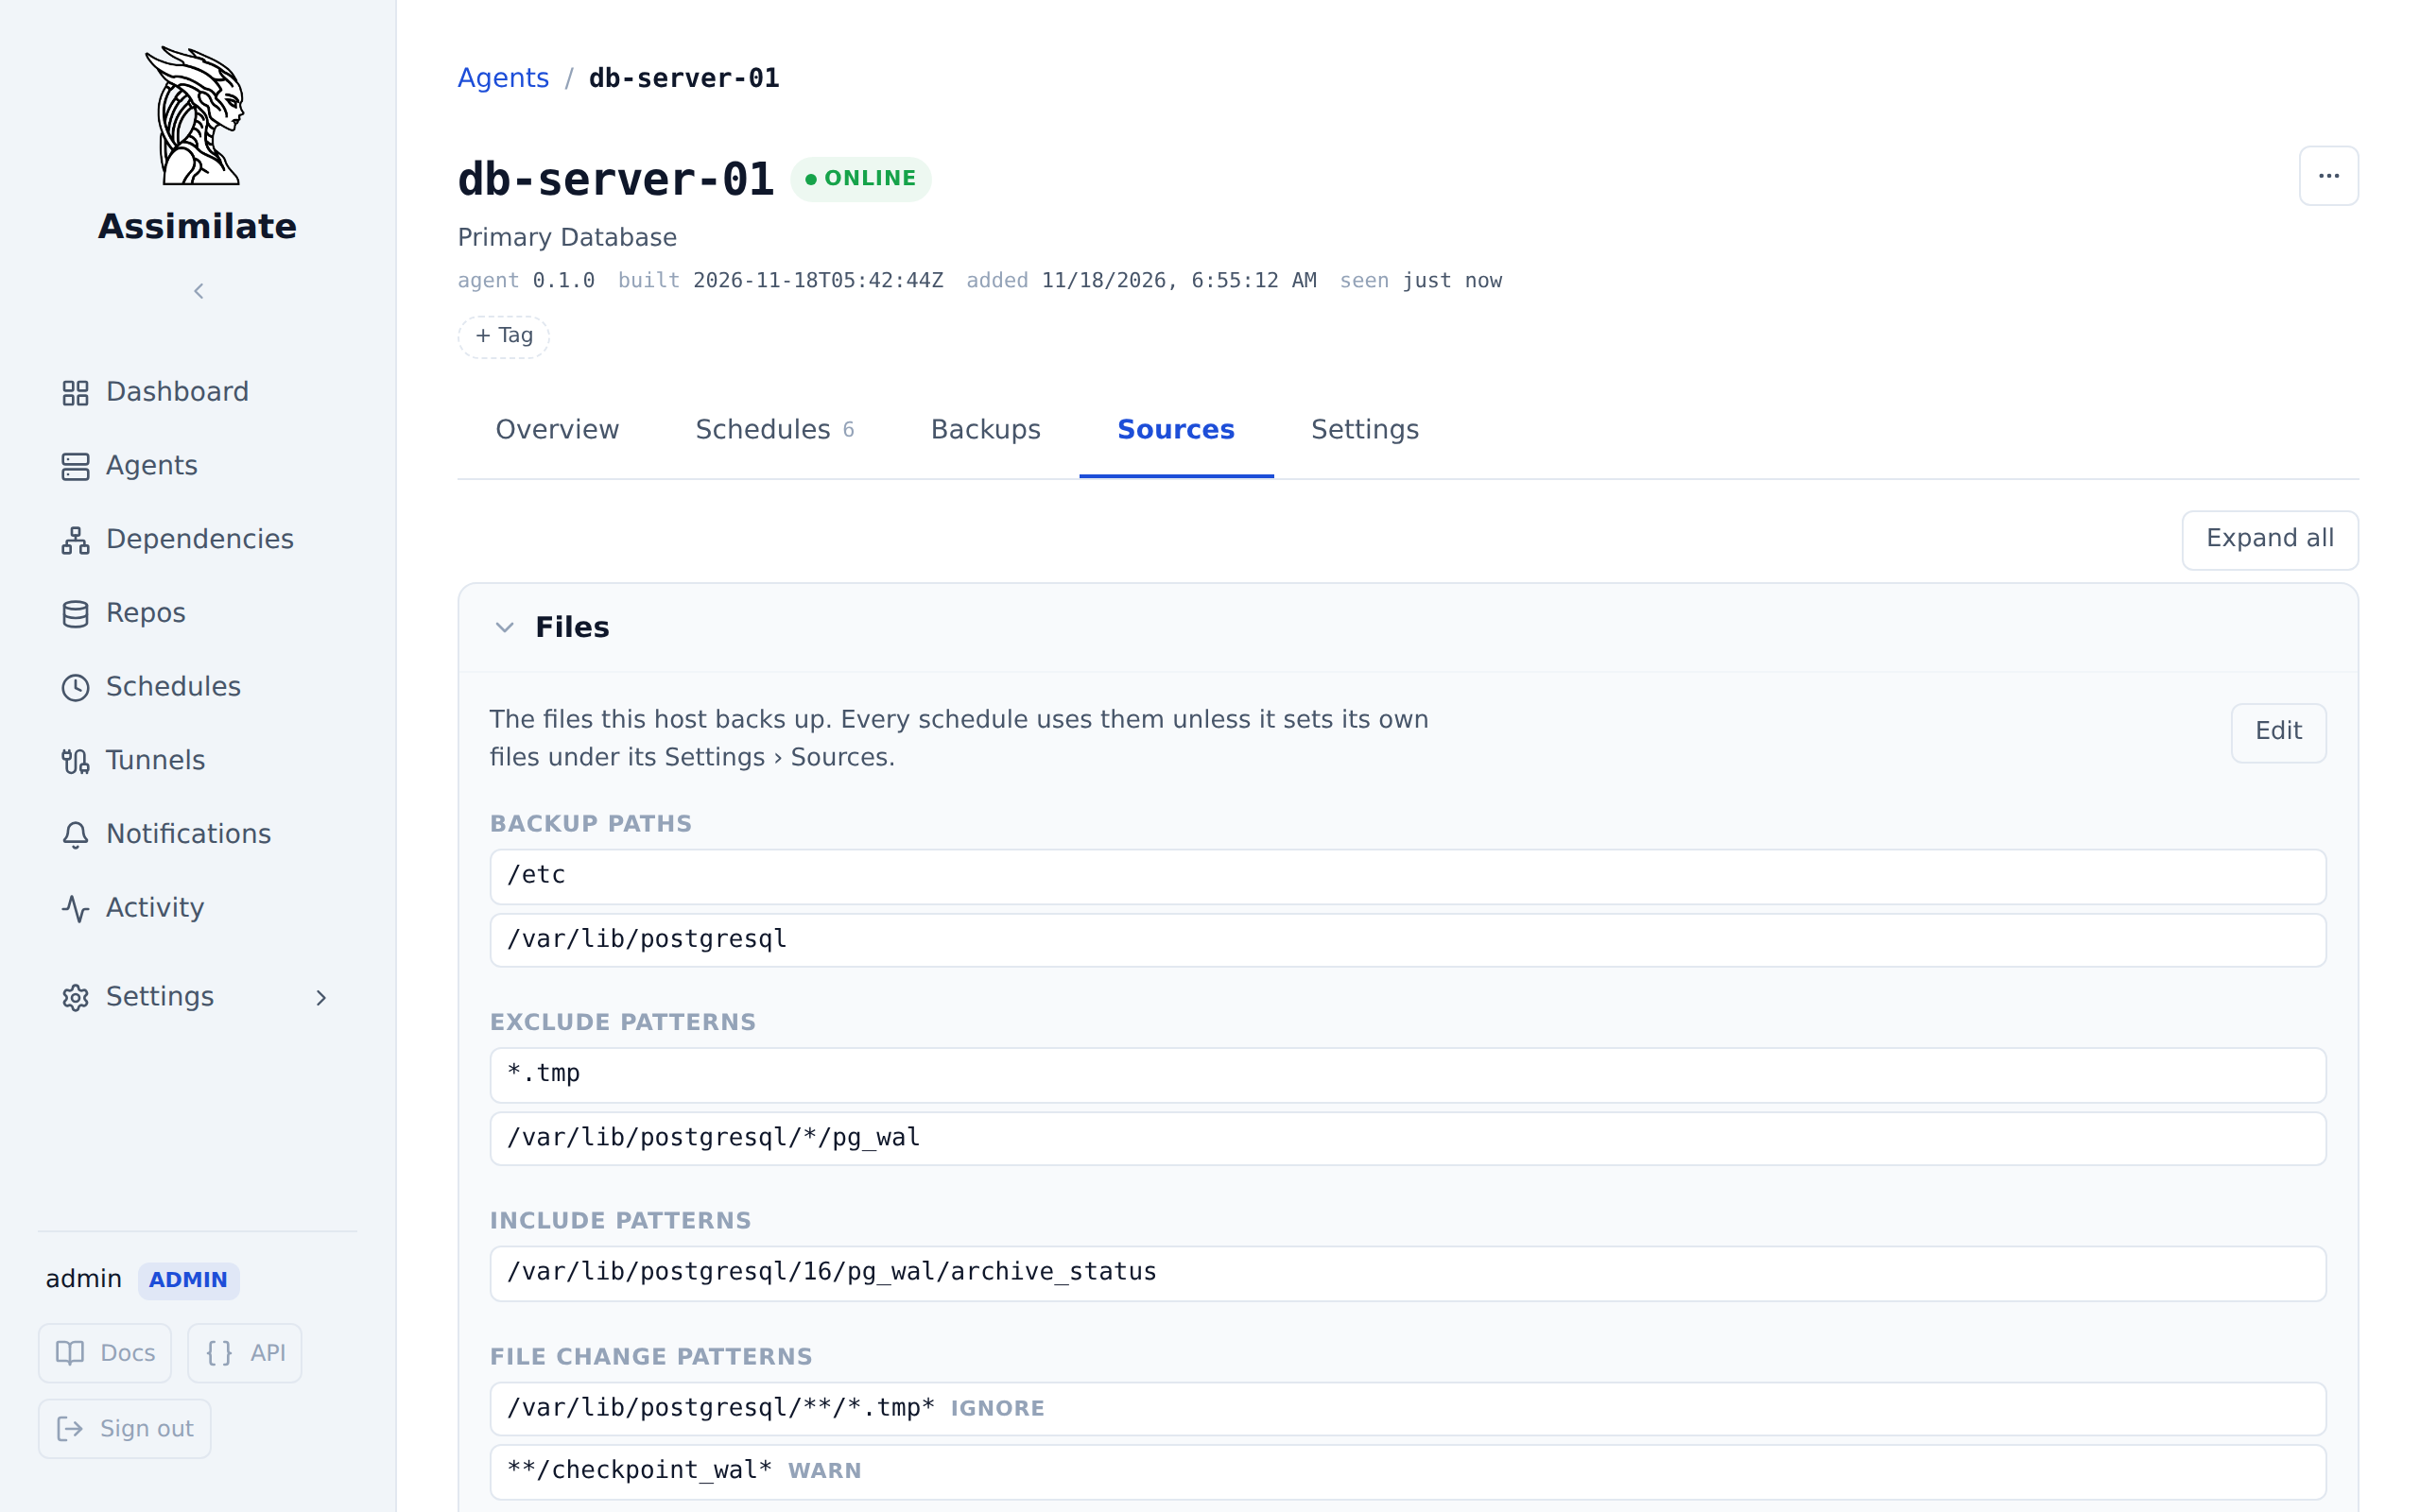 Assimilate
Dashboard
Agents
Dependencies
Repos
Schedules
Tunnels
Notifications
Activity
Settings
admin ADMIN
Docs
API
Sign out
Agents / db-server-01
db-server-01 ONLINE
Primary Database
agent 0.1.0 built 2026-11-18T05:42:44Z added 11/18/2026, 6:55:12 AM seen just now
+ Tag
Overview Schedules 6 Backups Sources Settings
Expand all
Files
The files this host backs up. Every schedule uses them unless it sets its own
files under its Settings › Sources.
Edit
BACKUP PATHS
/etc
/var/lib/postgresql
EXCLUDE PATTERNS
*.tmp
/var/lib/postgresql/*/pg_wal
INCLUDE PATTERNS
/var/lib/postgresql/16/pg_wal/archive_status
FILE CHANGE PATTERNS
/var/lib/postgresql/**/*.tmp* IGNORE
**/checkpoint_wal* WARN